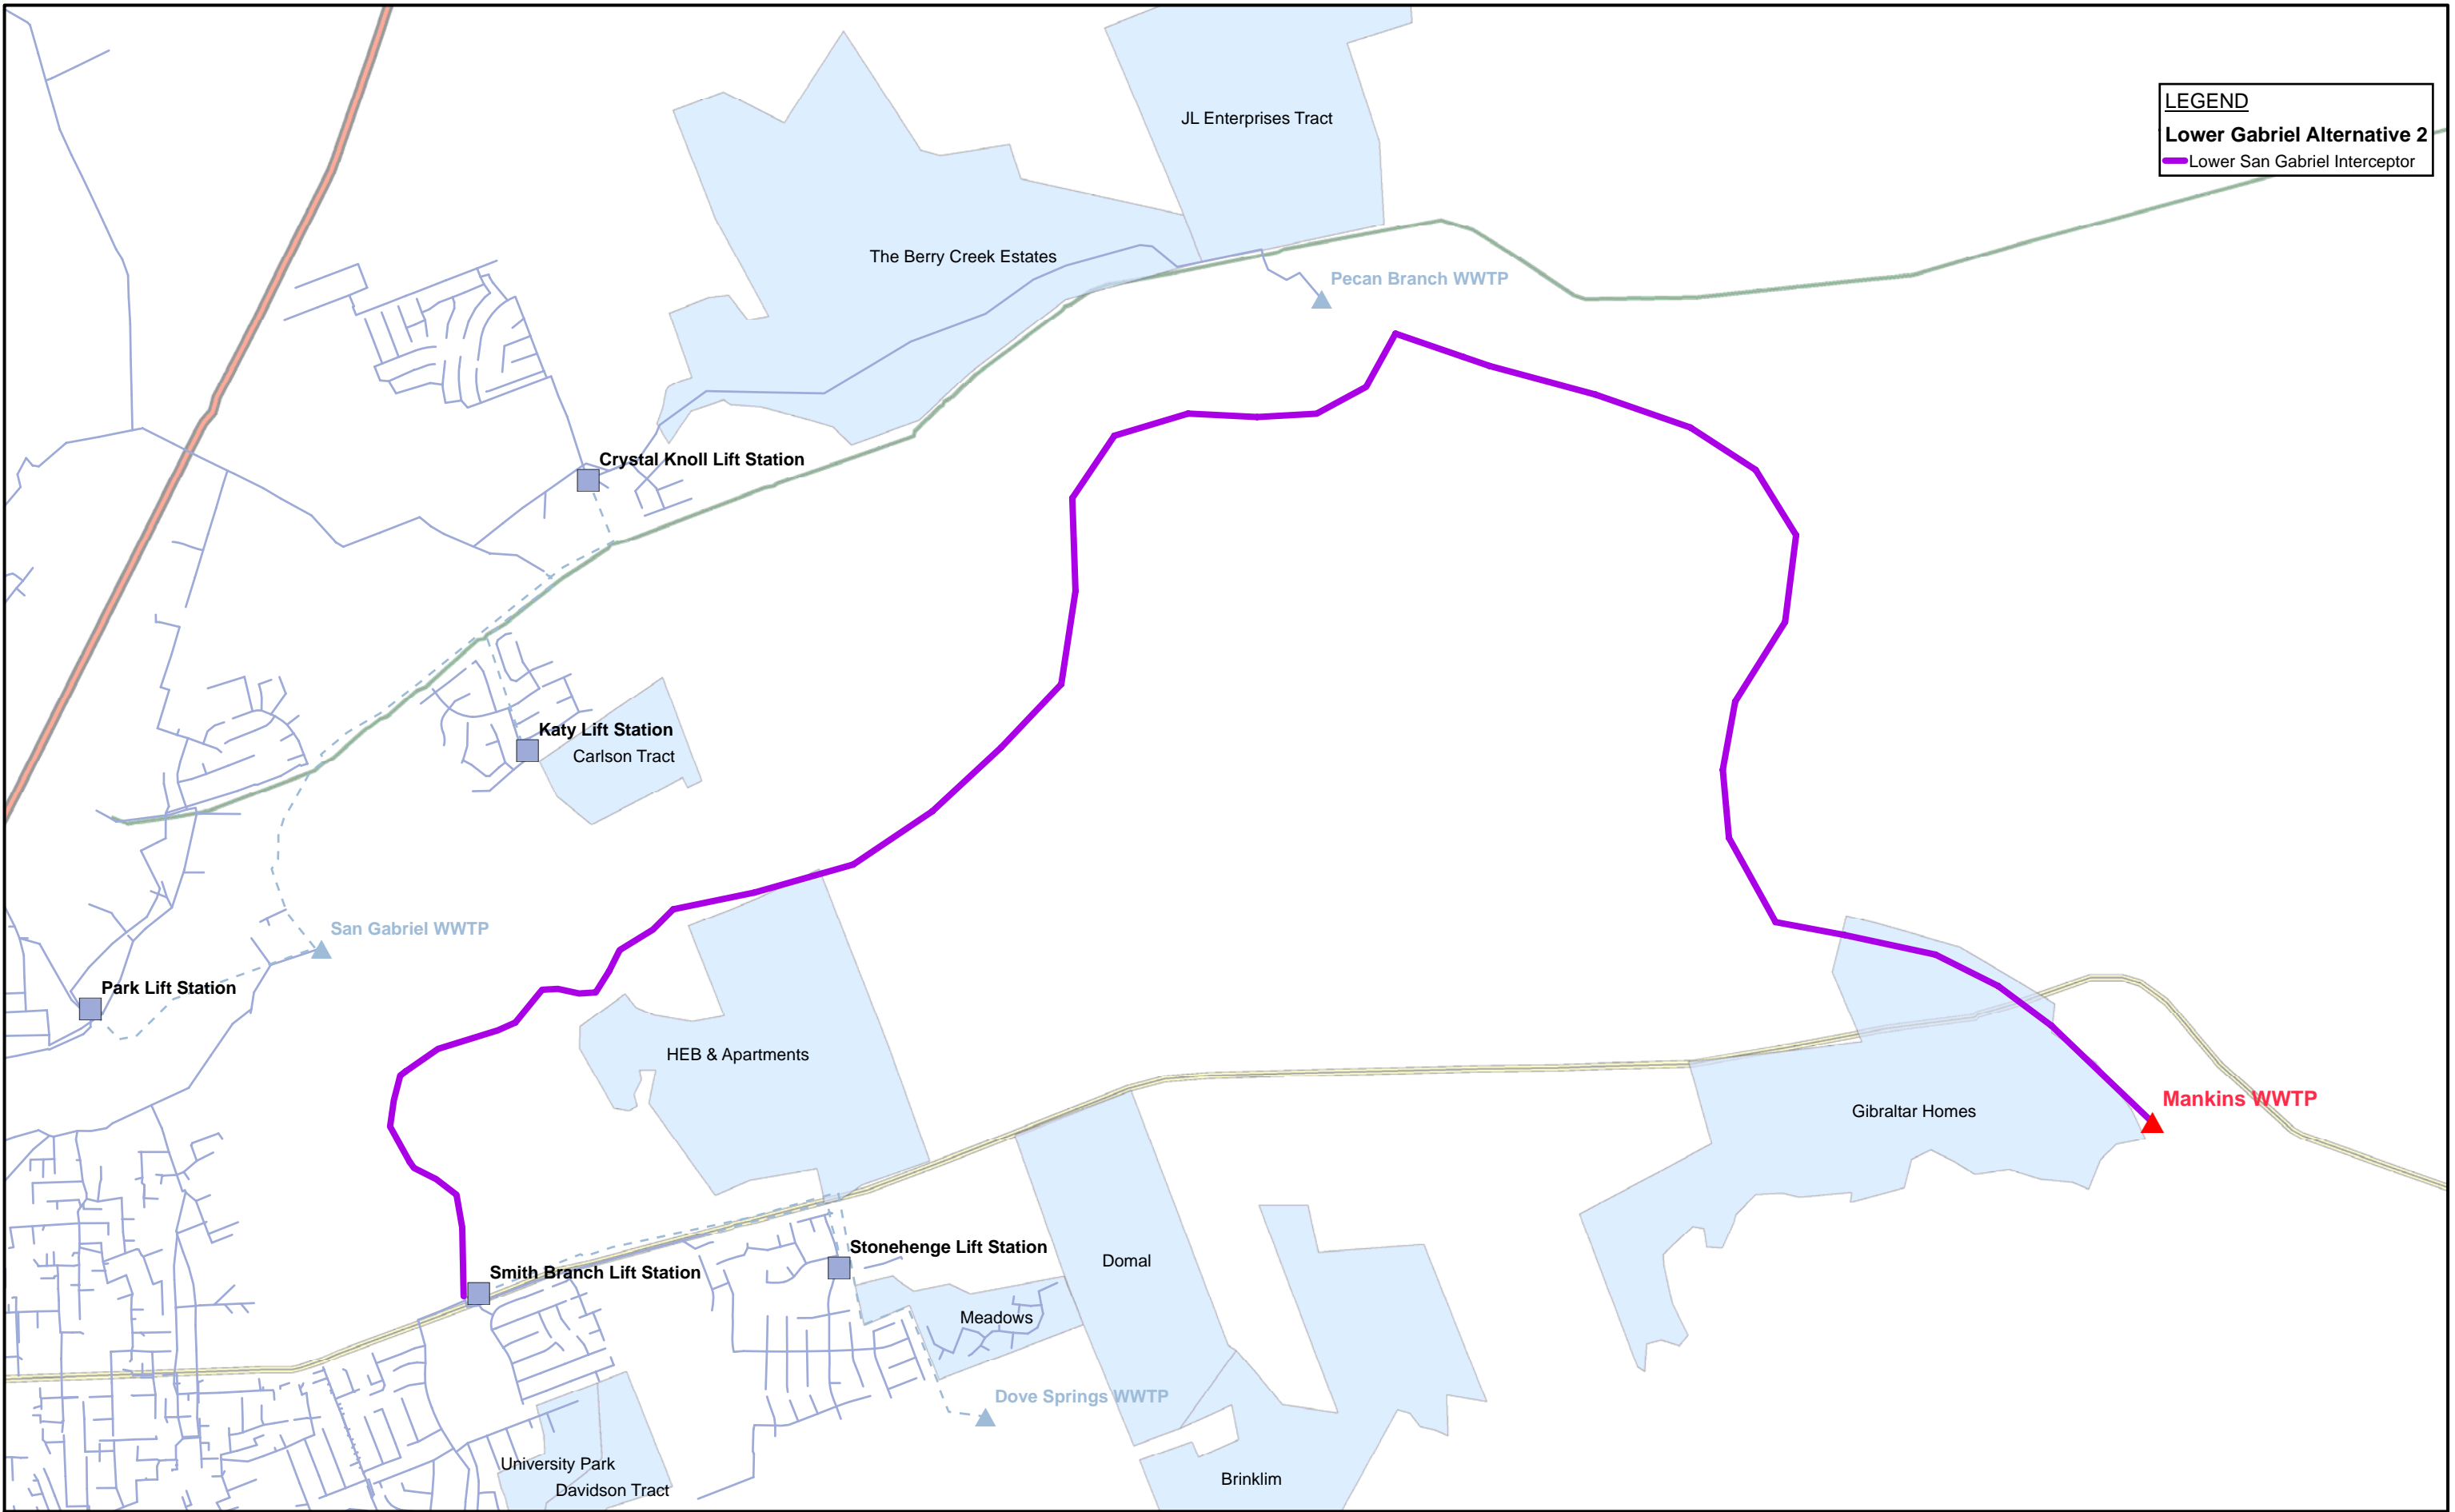 JL Enterprises Tract
LEGEND
Lower Gabriel Alternative 2
Lower San Gabriel Interceptor
The Berry Creek Estates
Pecan Branch WWTP
Crystal Knoll Lift Station
Katy Lift Station
Carlson Tract
San Gabriel WWTP
Park Lift Station
HEB & Apartments
Mankins WWTP
Gibraltar Homes
Stonehenge Lift Station
Domal
Smith Branch Lift Station
Meadows
Dove Springs WWTP
University Park
Brinklim
Davidson Tract